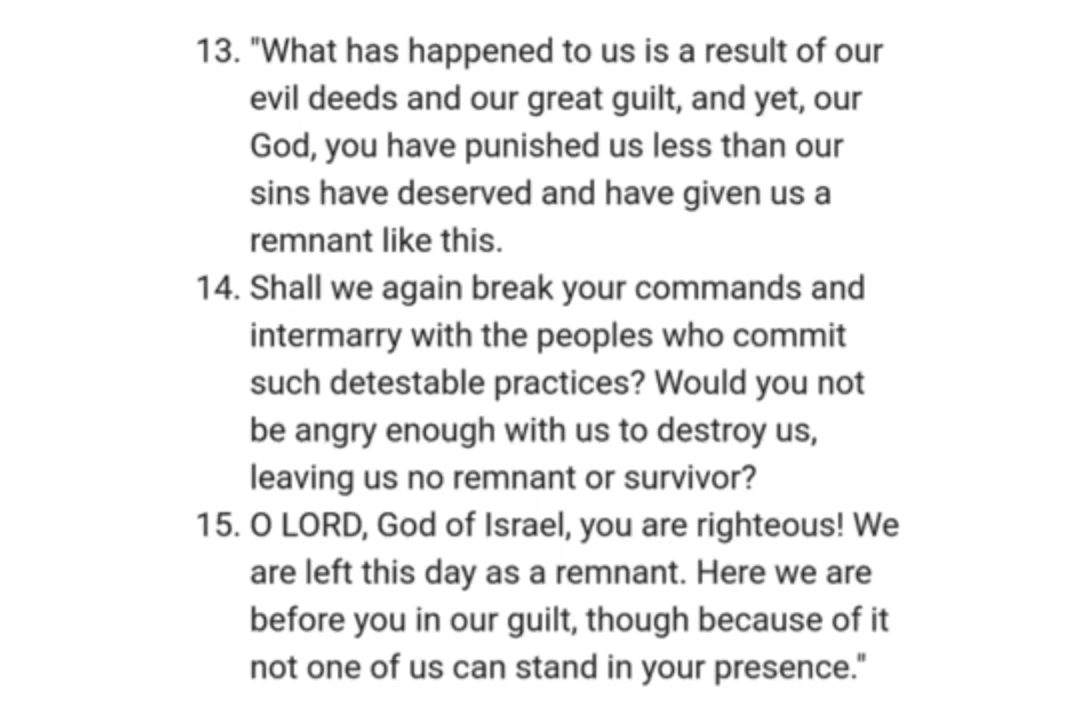 13. "What has happened to us is a result of our
evil deeds and our great guilt, and yet, our
God, you have punished us less than our
sins have deserved and have given us a
remnant like this.
14. Shall we again break your commands and
intermarry with the peoples who commit
such detestable practices? Would you not
be angry enough with us to destroy us,
leaving us no remnant or survivor?
15. O LORD, God of Israel, you are righteous! We
are left this day as a remnant. Here we are
before you in our guilt, though because of it
not one of us can stand in your presence."